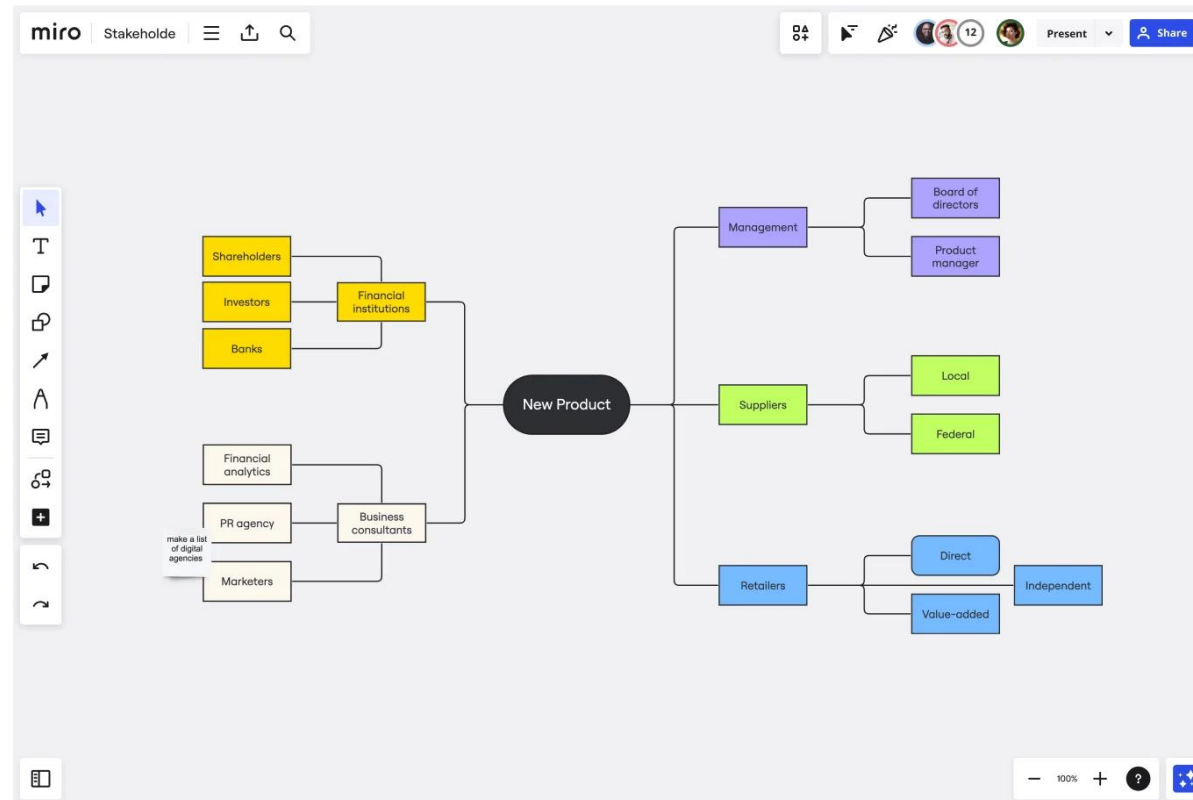 miro
Stakeholde
12
Present
Share
Shareholders
Investors
Banks
Financial
institutions
Financial
analytics
PR agency
Marketers
make a list
of digital
agencies
Business
consultants
New Product
Management
Board of
directors
Product
manager
Suppliers
Local
Federal
Retailers
Direct
Independent
Value-added
100%
?